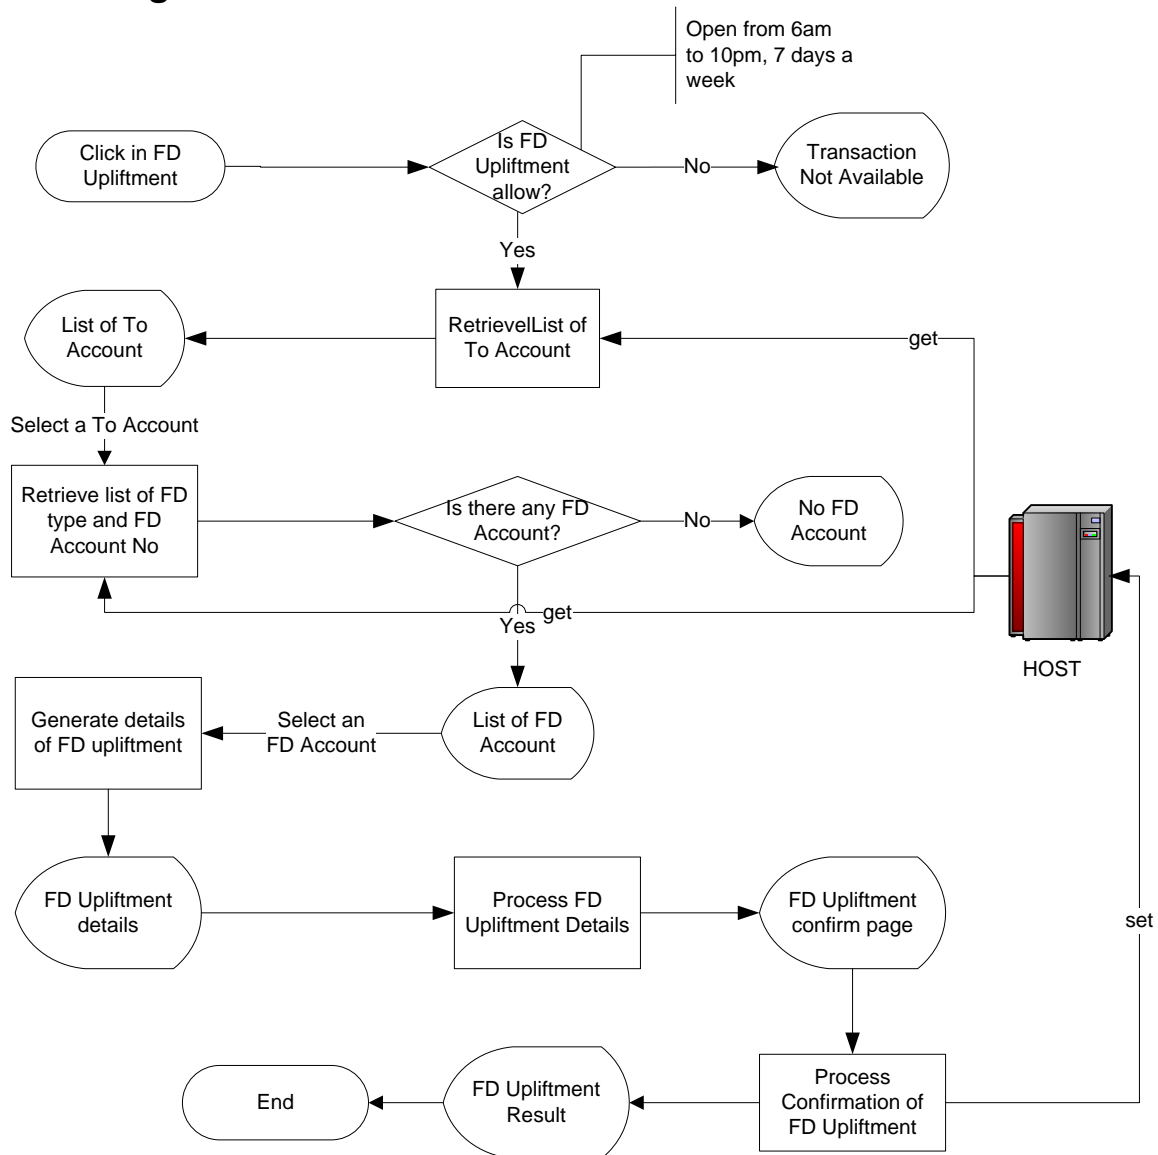 Open from 6am
to 10pm, 7 days a
week
Click in FD
Upliftment
Is FD
Upliftment
allow?
No
Transaction
Not Available
Yes
List of To
Account
RetrievelList of
To Account
get
Select a To Account
Retrieve list of FD
type and FD
Account No
Is there any FD
Account?
No
No FD
Account
get
Yes
HOST
Generate details
of FD upliftment
Select an
FD Account
List of FD
Account
FD Upliftment
details
Process FD
Upliftment Details
FD Upliftment
confirm page
set
End
FD Upliftment
Result
Process
Confirmation of
FD Upliftment